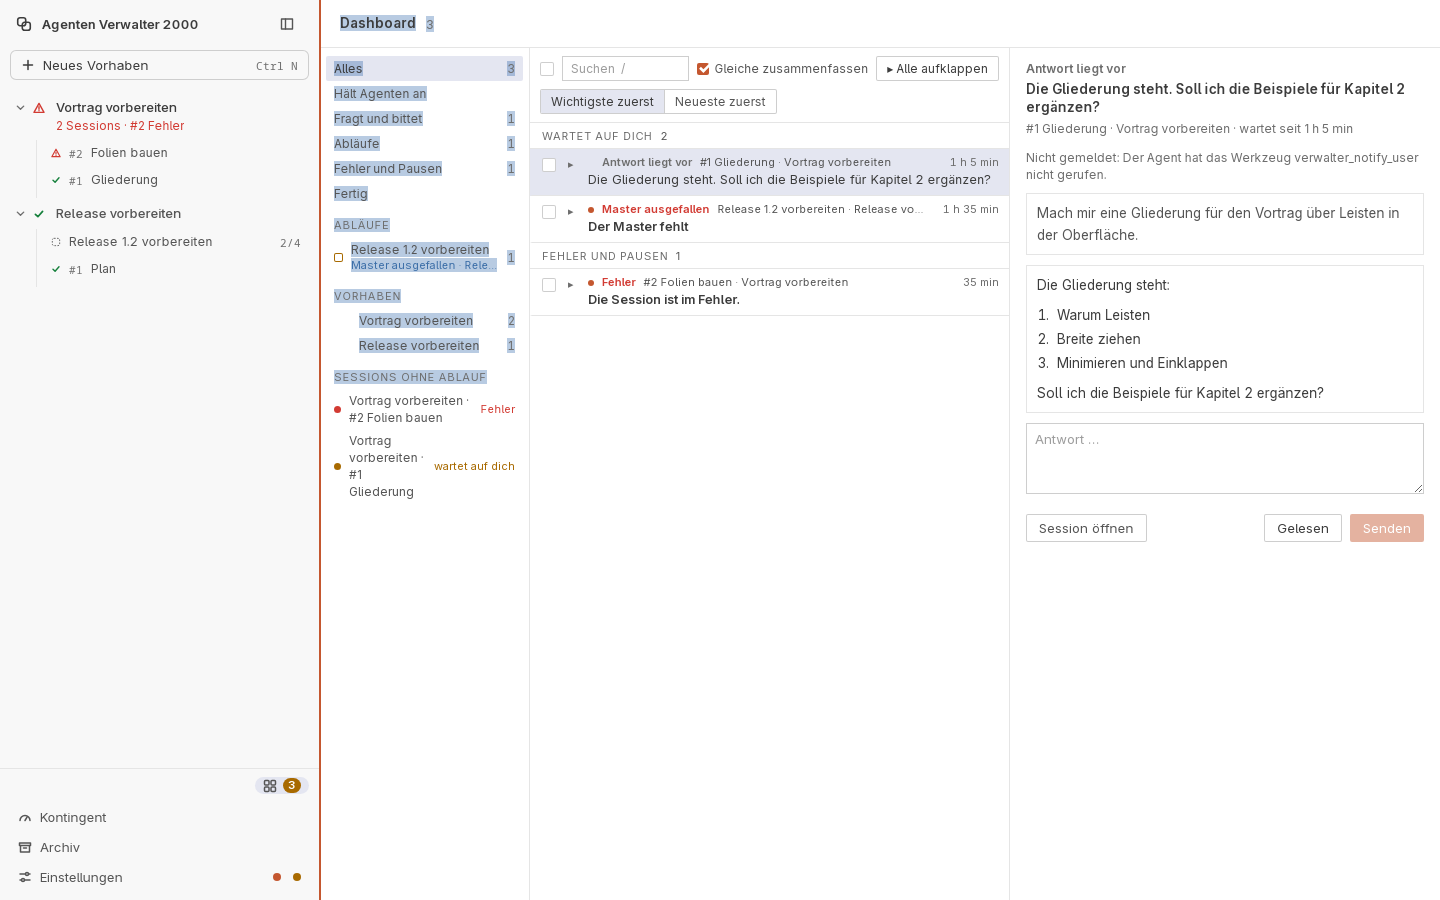 Agenten Verwalter 2000
Neues Vorhaben Ctrl N
Vortrag vorbereiten
2 Sessions · #2 Fehler
#2 Folien bauen
#1 Gliederung
Release vorbereiten
Release 1.2 vorbereiten 2/4
#1 Plan
3
Kontingent
Archiv
Einstellungen
Dashboard 3
Alles 3
Hält Agenten an
Fragt und bittet 1
Abläufe 1
Fehler und Pausen 1
Fertig
ABLÄUFE
Release 1.2 vorbereiten 1
Master ausgefallen · Rele…
VORHABEN
Vortrag vorbereiten 2
Release vorbereiten 1
SESSIONS OHNE ABLAUF
Vortrag vorbereiten ·
#2 Folien bauen
Fehler
Vortrag
vorbereiten ·
#1
Gliederung
wartet auf dich
Suchen /
Gleiche zusammenfassen
▸ Alle aufklappen
Wichtigste zuerst Neueste zuerst
WARTET AUF DICH 2
Antwort liegt vor #1 Gliederung · Vortrag vorbereiten 1 h 5 min
Die Gliederung steht. Soll ich die Beispiele für Kapitel 2 ergänzen?
Master ausgefallen Release 1.2 vorbereiten · Release vo… 1 h 35 min
Der Master fehlt
FEHLER UND PAUSEN 1
Fehler #2 Folien bauen · Vortrag vorbereiten 35 min
Die Session ist im Fehler.
Antwort liegt vor
Die Gliederung steht. Soll ich die Beispiele für Kapitel 2
ergänzen?
#1 Gliederung · Vortrag vorbereiten · wartet seit 1 h 5 min
Nicht gemeldet: Der Agent hat das Werkzeug verwalter_notify_user
nicht gerufen.
Mach mir eine Gliederung für den Vortrag über Leisten in
der Oberfläche.
Die Gliederung steht:
1. Warum Leisten
2. Breite ziehen
3. Minimieren und Einklappen
Soll ich die Beispiele für Kapitel 2 ergänzen?
Antwort …
Session öffnen Gelesen Senden